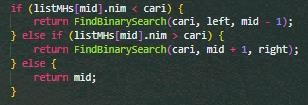 if (listMHs[mid].nim < cari) {
return FindBinarySearch(cari, left, mid - 1);
} else if (listMHs[mid].nim > cari) {
return FindBinarySearch(cari, mid + 1, right);
} else {
return mid;
}